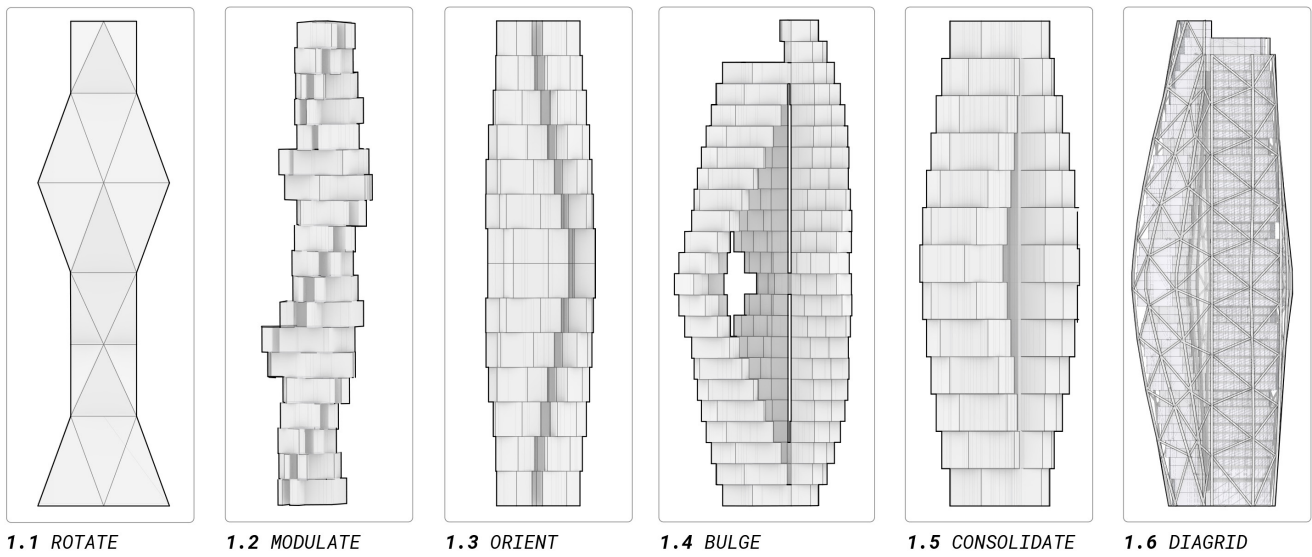 1.1 ROTATE
1.2 MODULATE
1.3 ORIENT
1.4 BULGE
1.5 CONSOLIDATE
1.6 DIAGRID